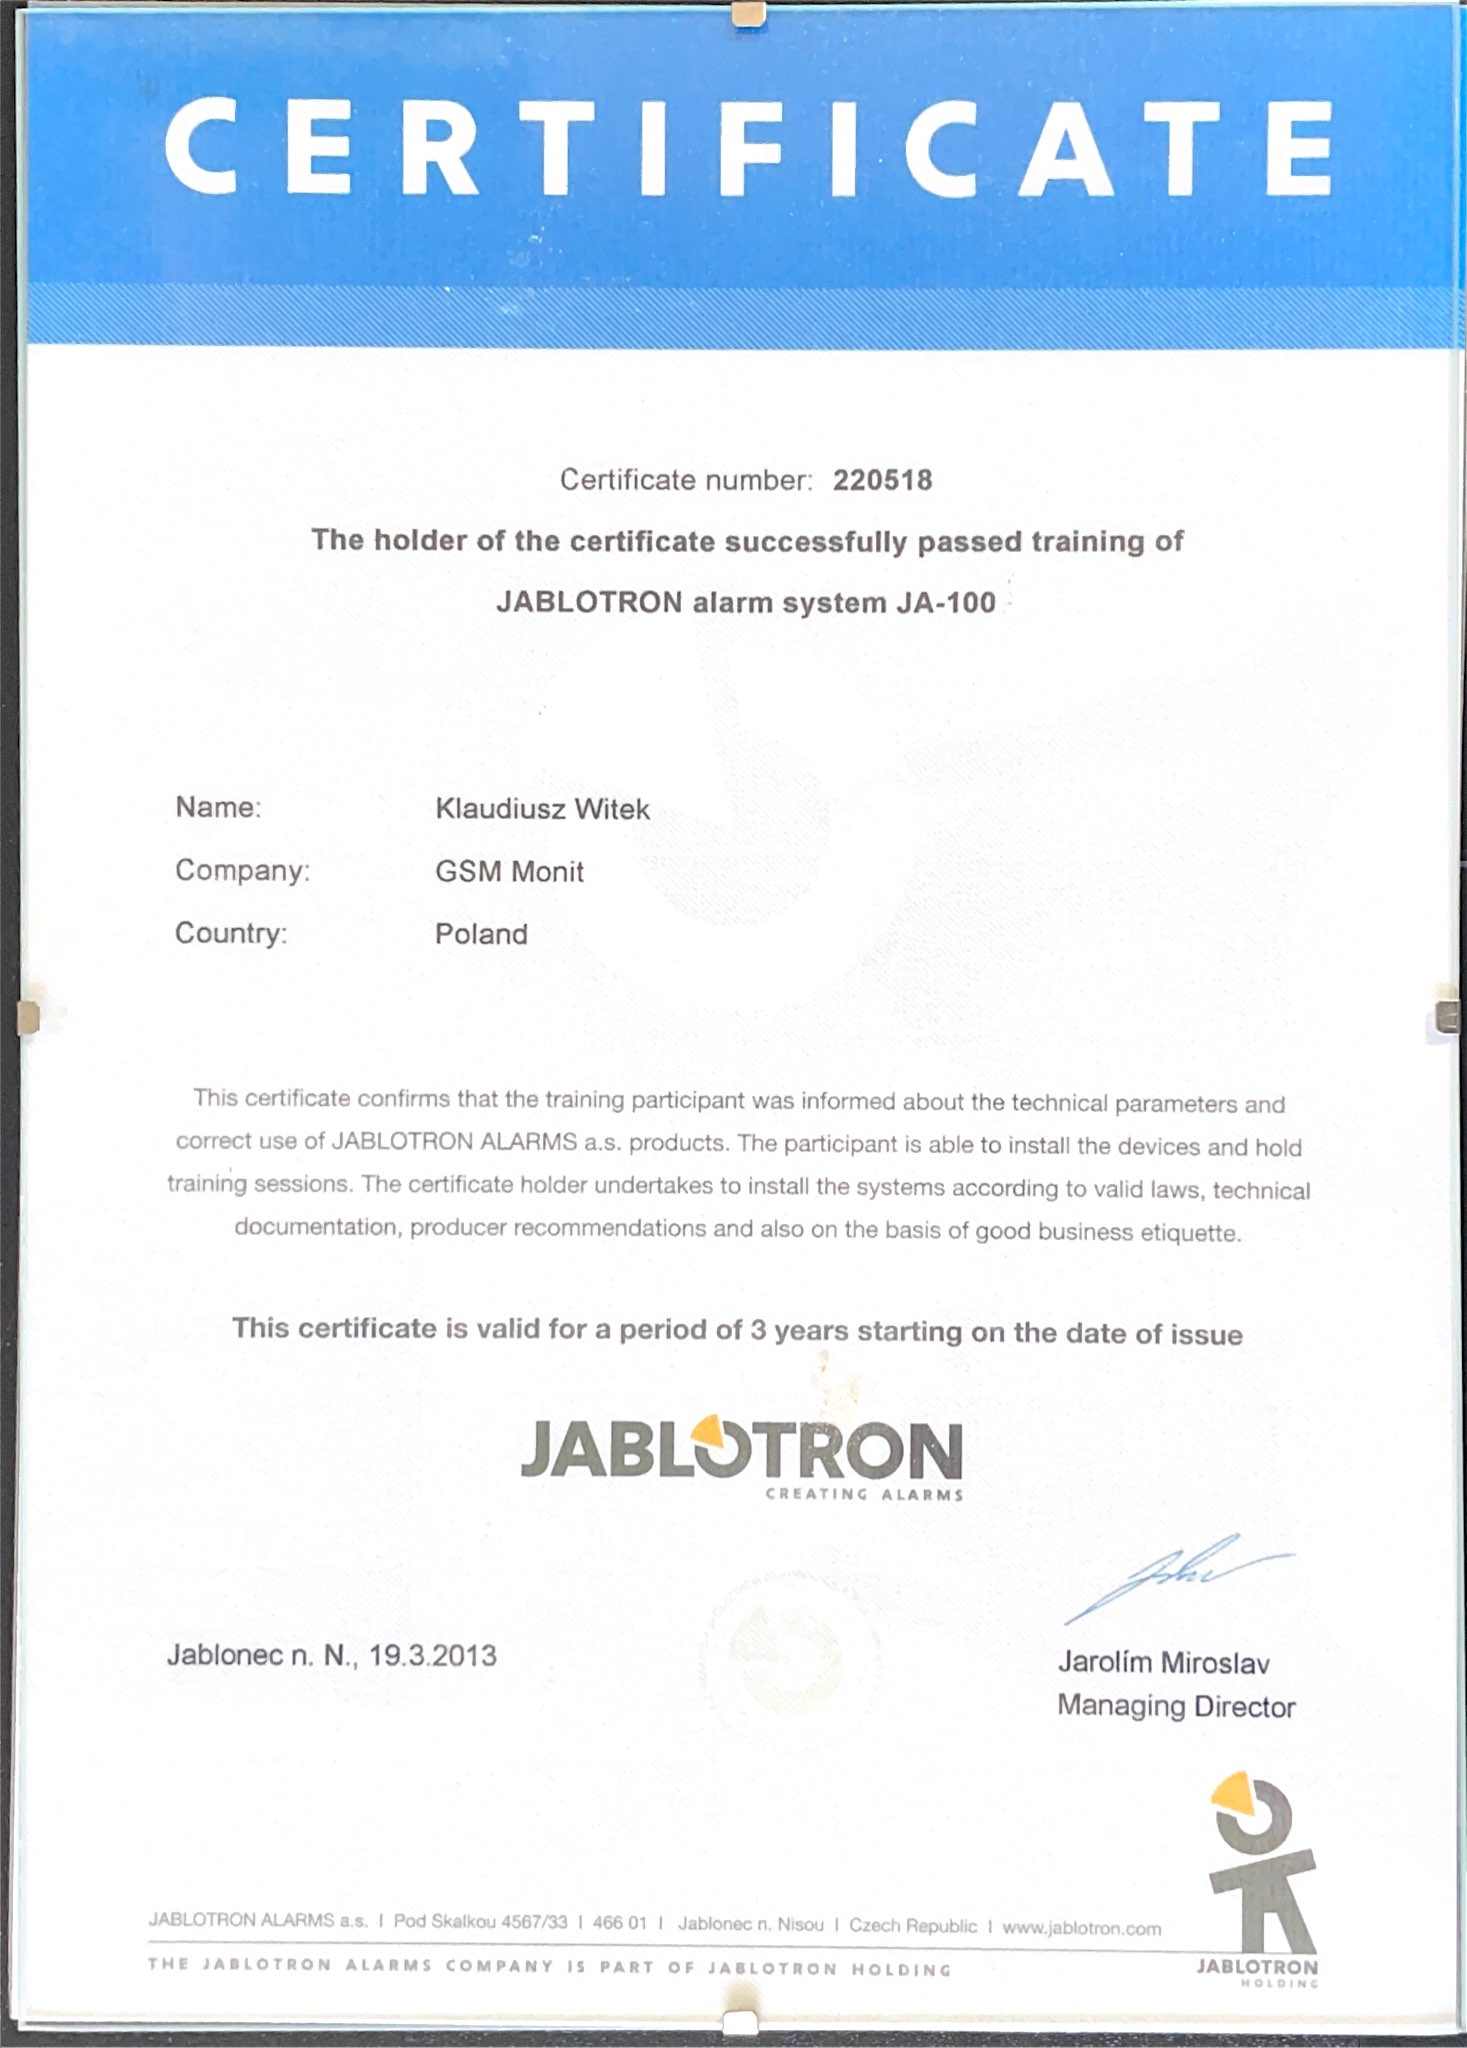 CERTIFICATE
Certificate number: 220518
The holder of the certificate successfully passed training of
JABLOTRON alarm system JA-100
Name: Klaudiusz Witek
Company: GSM Monit
Country: Poland
This certificate confirms that the training participant was informed about the technical parameters and
correct use of JABLOTRON ALARMS a.s. products. The participant is able to install the devices and hold
training sessions. The certificate holder undertakes to install the systems according to valid laws, technical
documentation, producer recommendations and also on the basis of good business etiquette.
This certificate is valid for a period of 3 years starting on the date of issue
JABLOTRON
CREATING ALARMS
Jablonec n. N., 19.3.2013
Jarolím Miroslav
Managing Director
JABLOTRON ALARMS a.s. | Pod Skalkou 4567/33 | 466 01 | Jablonec n. Nisou | Czech Republic | www.jablotron.com
THE JABLOTRON ALARMS COMPANY IS PART OF JABLOTRON HOLDING
JABLOTRON
HOLDING